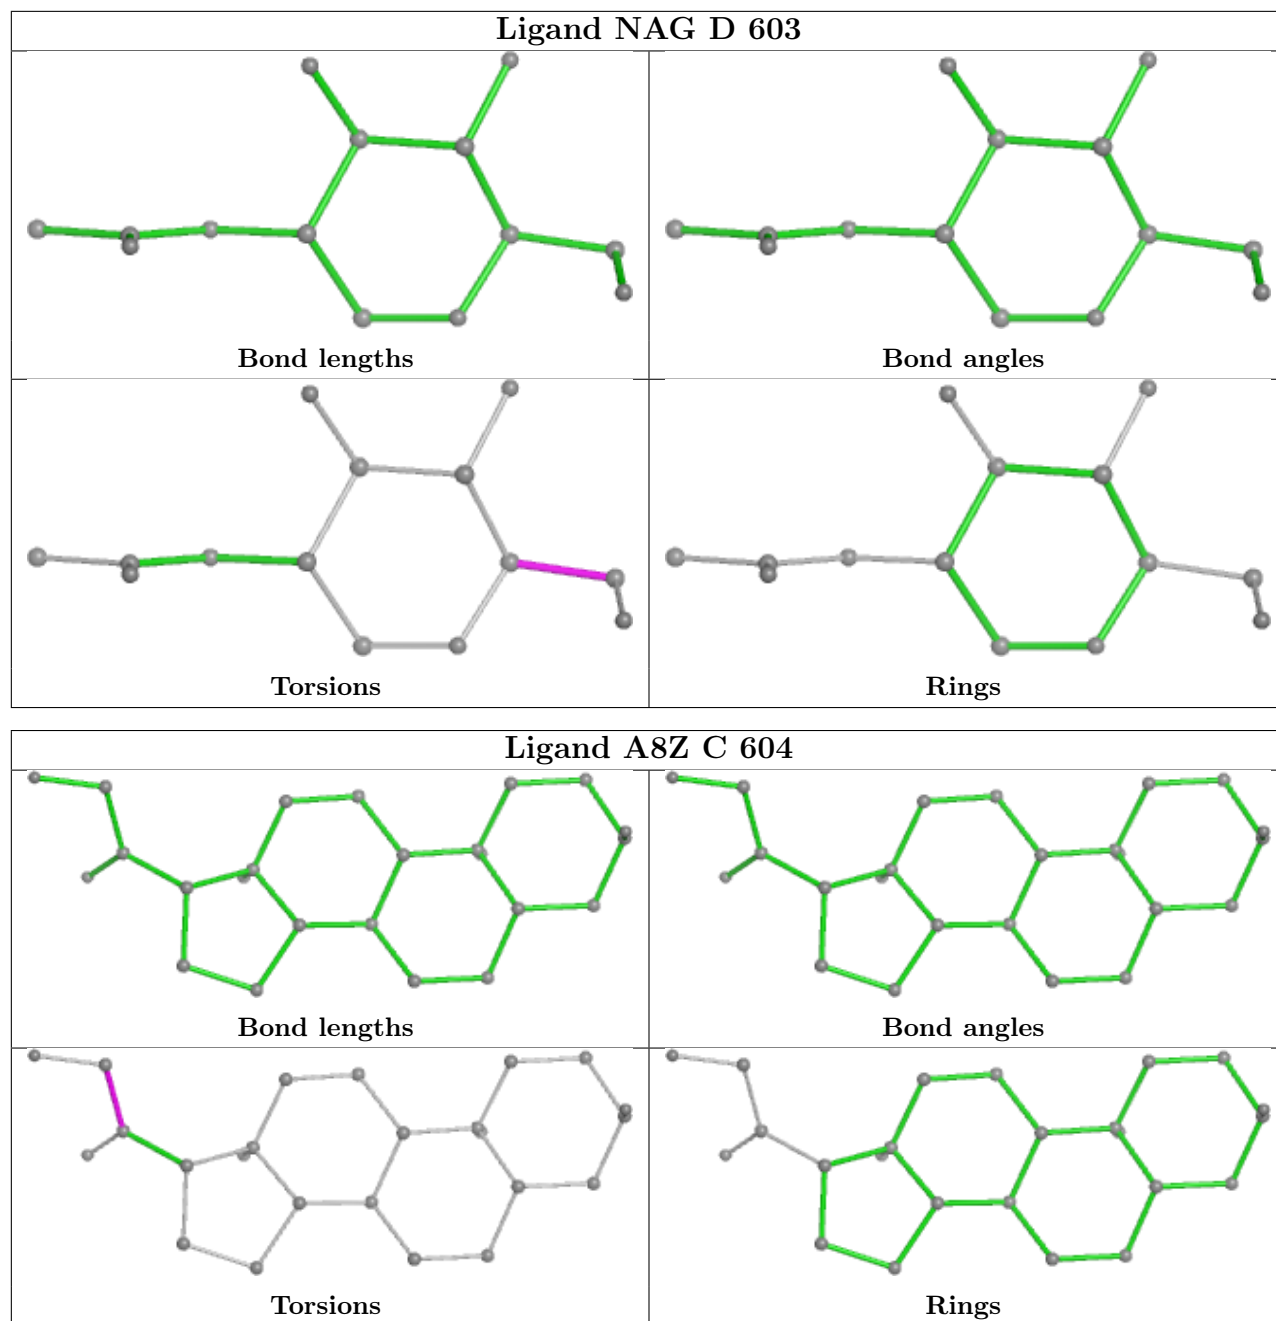 Ligand NAG D 603
Bond lengths
Bond angles
Torsions
Rings
Ligand A8Z C 604
Bond lengths
Bond angles
Torsions
Rings